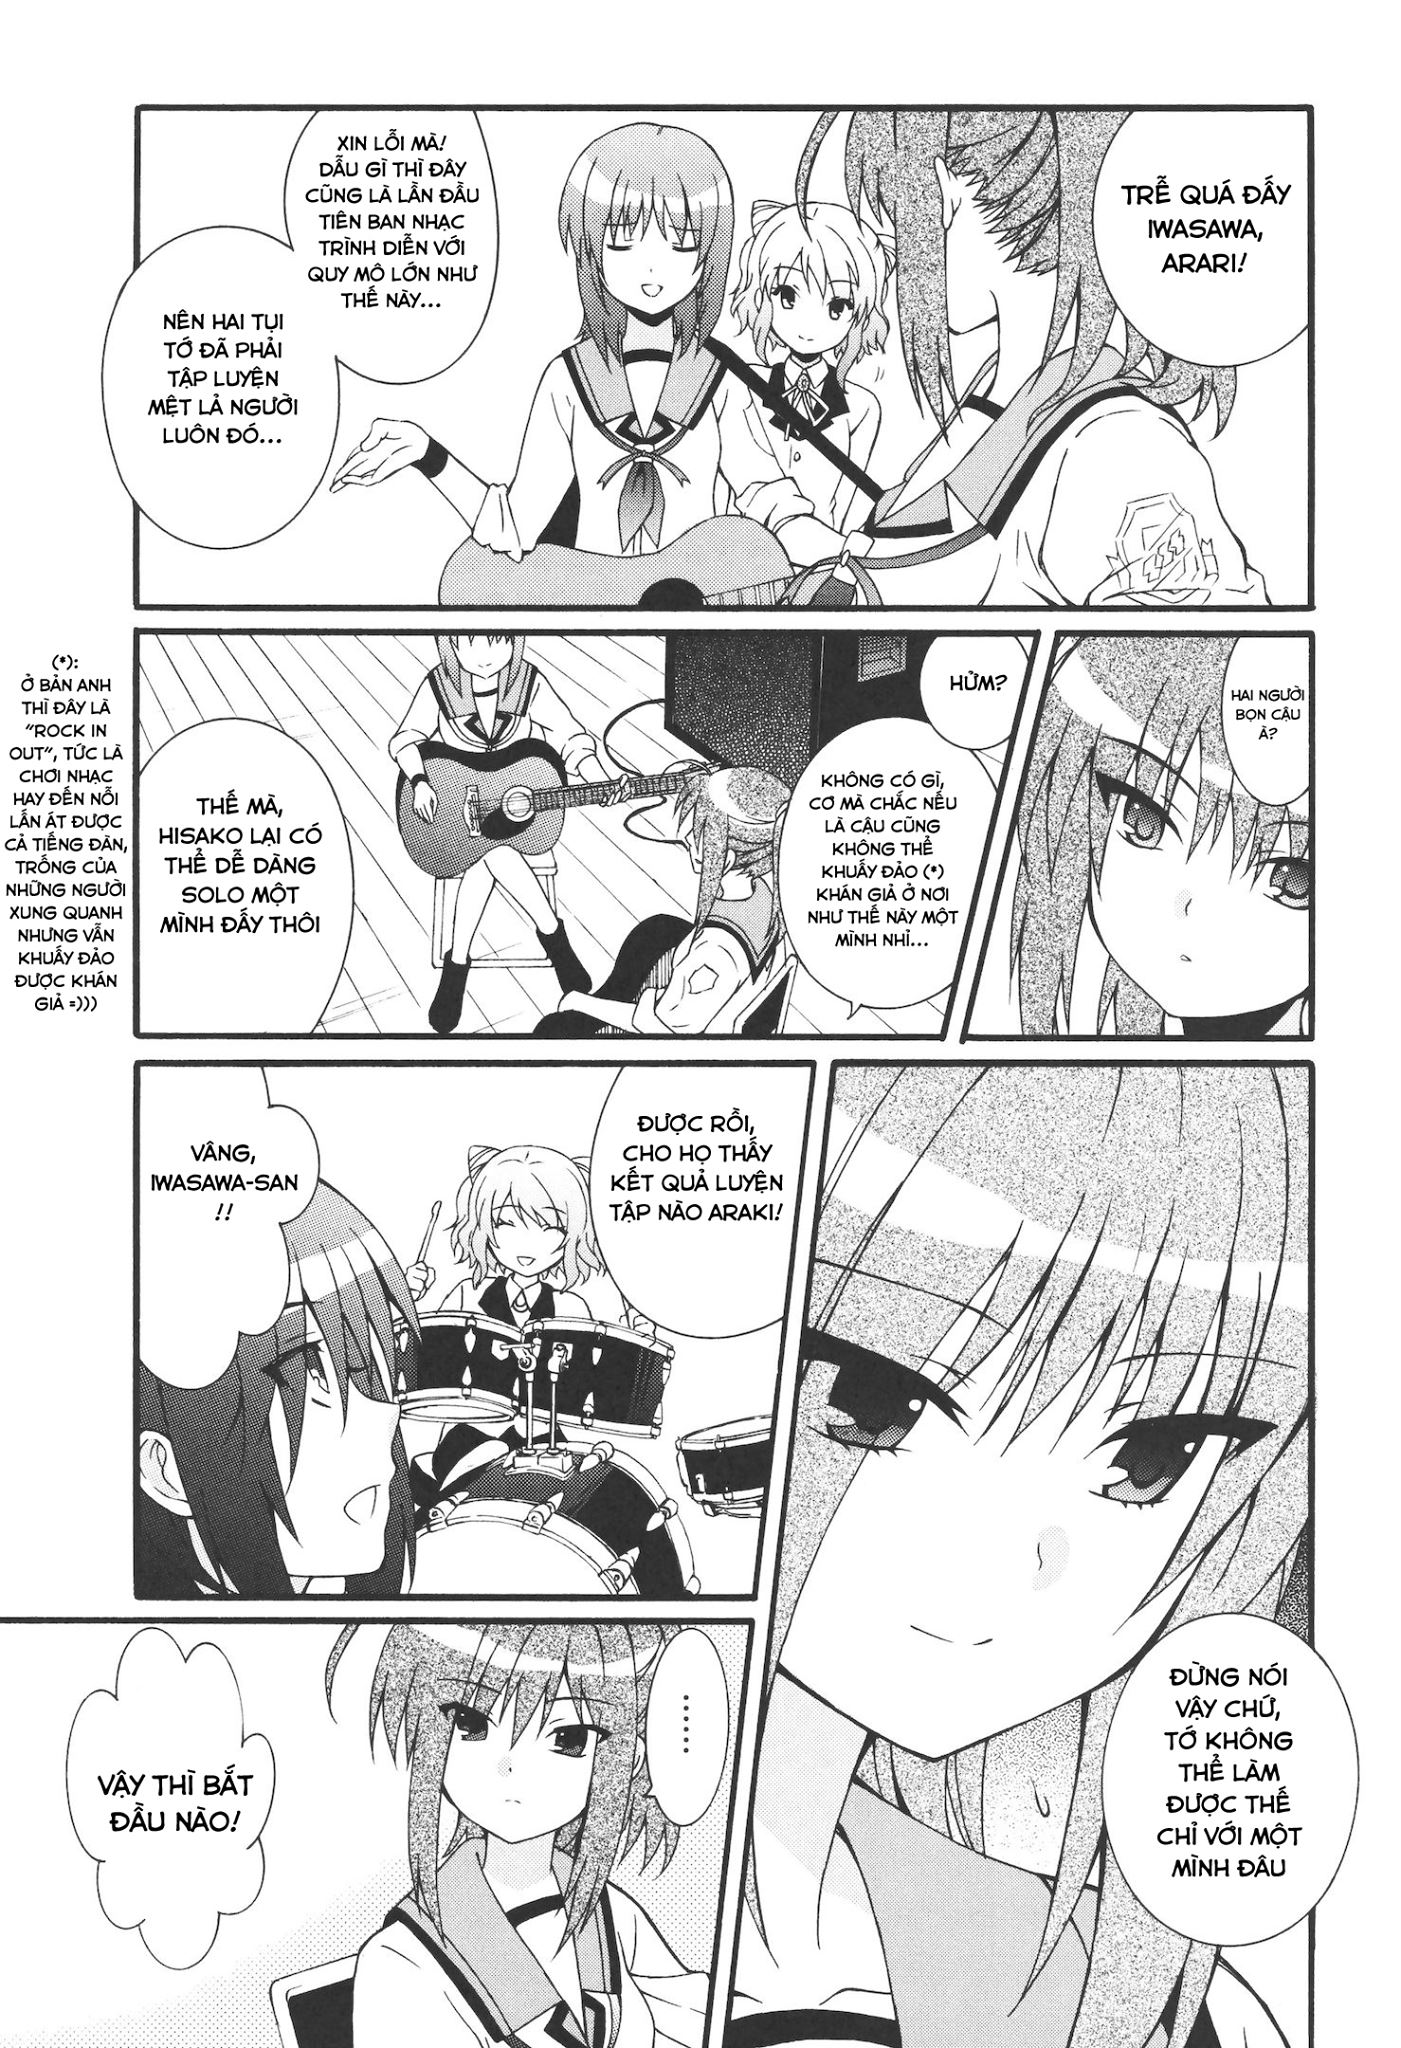 TRỄ QUÁ ĐẤY
IWASAWA,
ARARI!
XIN LỖI MÀ!
DẪU GÌ THÌ ĐÂY
CŨNG LÀ LẦN ĐẦU
TIÊN BAN NHẠC
TRÌNH DIỄN VỚI
QUY MÔ LỚN NHƯ
THẾ NÀY...
NÊN HAI TỤI
TỚ ĐÃ PHẢI
TẬP LUYỆN
MỆT LẢ NGƯỜI
LUÔN ĐÓ...
HAI NGƯỜI
BỌN CẬU
À?
HỬM?
KHÔNG CÓ GÌ,
CƠ MÀ CHẮC NẾU
LÀ CẬU CŨNG
KHÔNG THỂ
KHUẤY ĐẢO (*)
KHÁN GIẢ Ở NƠI
NHƯ THẾ NÀY MỘT
MÌNH NHỈ...
THẾ MÀ,
HISAKO LẠI CÓ
THỂ DỄ DÀNG
SOLO MỘT
MÌNH ĐẤY THÔI
(*):
Ở BẢN ANH
THÌ ĐÂY LÀ
"ROCK IN
OUT", TỨC LÀ
CHƠI NHẠC
HAY ĐẾN NỖI
LẤN ÁT ĐƯỢC
CẢ TIẾNG ĐÀN,
TRỐNG CỦA
NHỮNG NGƯỜI
XUNG QUANH
NHƯNG VẪN
KHUẤY ĐẢO
ĐƯỢC KHÁN
GIẢ =)))
ĐỪNG NÓI
VẬY CHỨ,
TỚ KHÔNG
THỂ LÀM
ĐƯỢC THẾ
CHỈ VỚI MỘT
MÌNH ĐÂU
ĐƯỢC RỒI,
CHO HỌ THẤY
KẾT QUẢ LUYỆN
TẬP NÀO ARAKI!
VÂNG,
IWASAWA-SAN
!!
......
VẬY THÌ BẮT
ĐẦU NÀO!